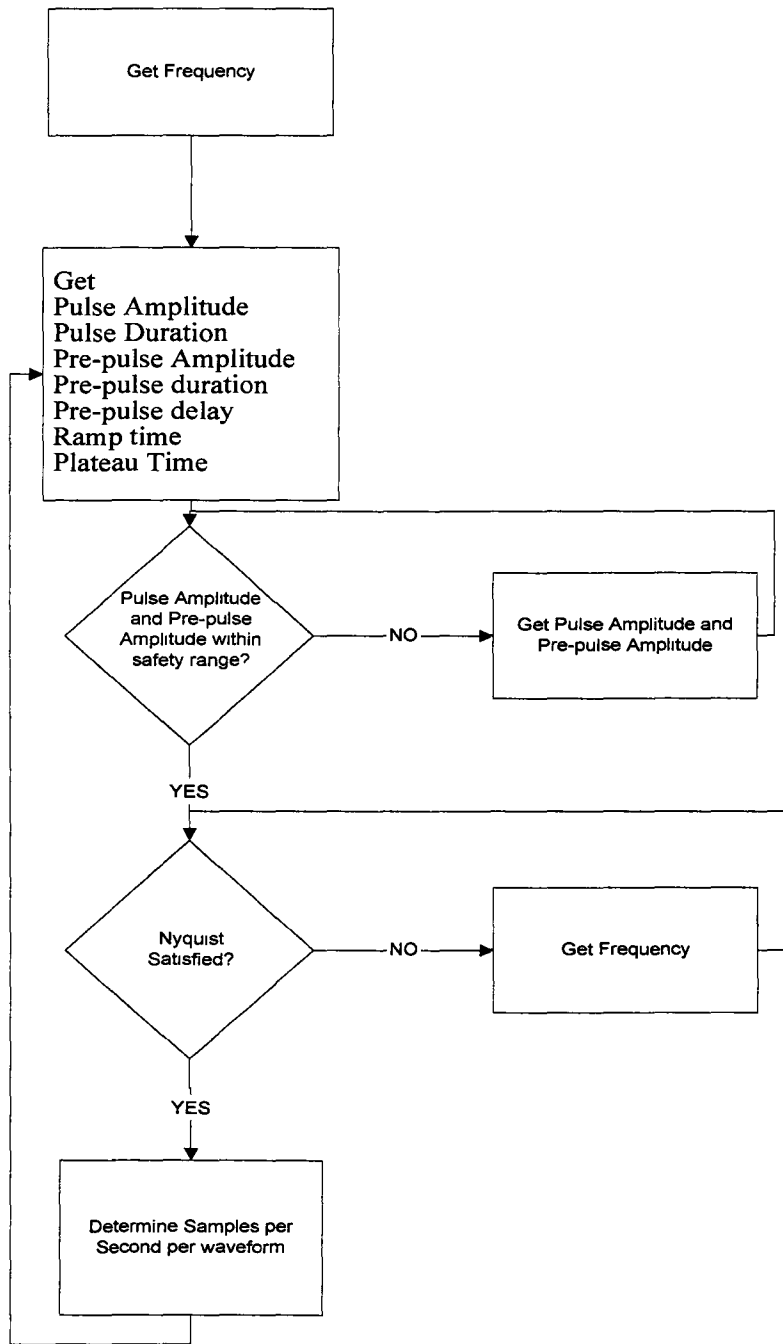 Get Frequency
Get
Pulse Amplitude
Pulse Duration
Pre-pulse Amplitude
Pre-pulse duration
Pre-pulse delay
Ramp time
Plateau Time
Pulse Amplitude
and Pre-pulse
Amplitude within
safety range?
NO
Get Pulse Amplitude and
Pre-pulse Amplitude
YES
Nyquist
Satisfied?
NO
Get Frequency
YES
Determine Samples per
Second per waveform